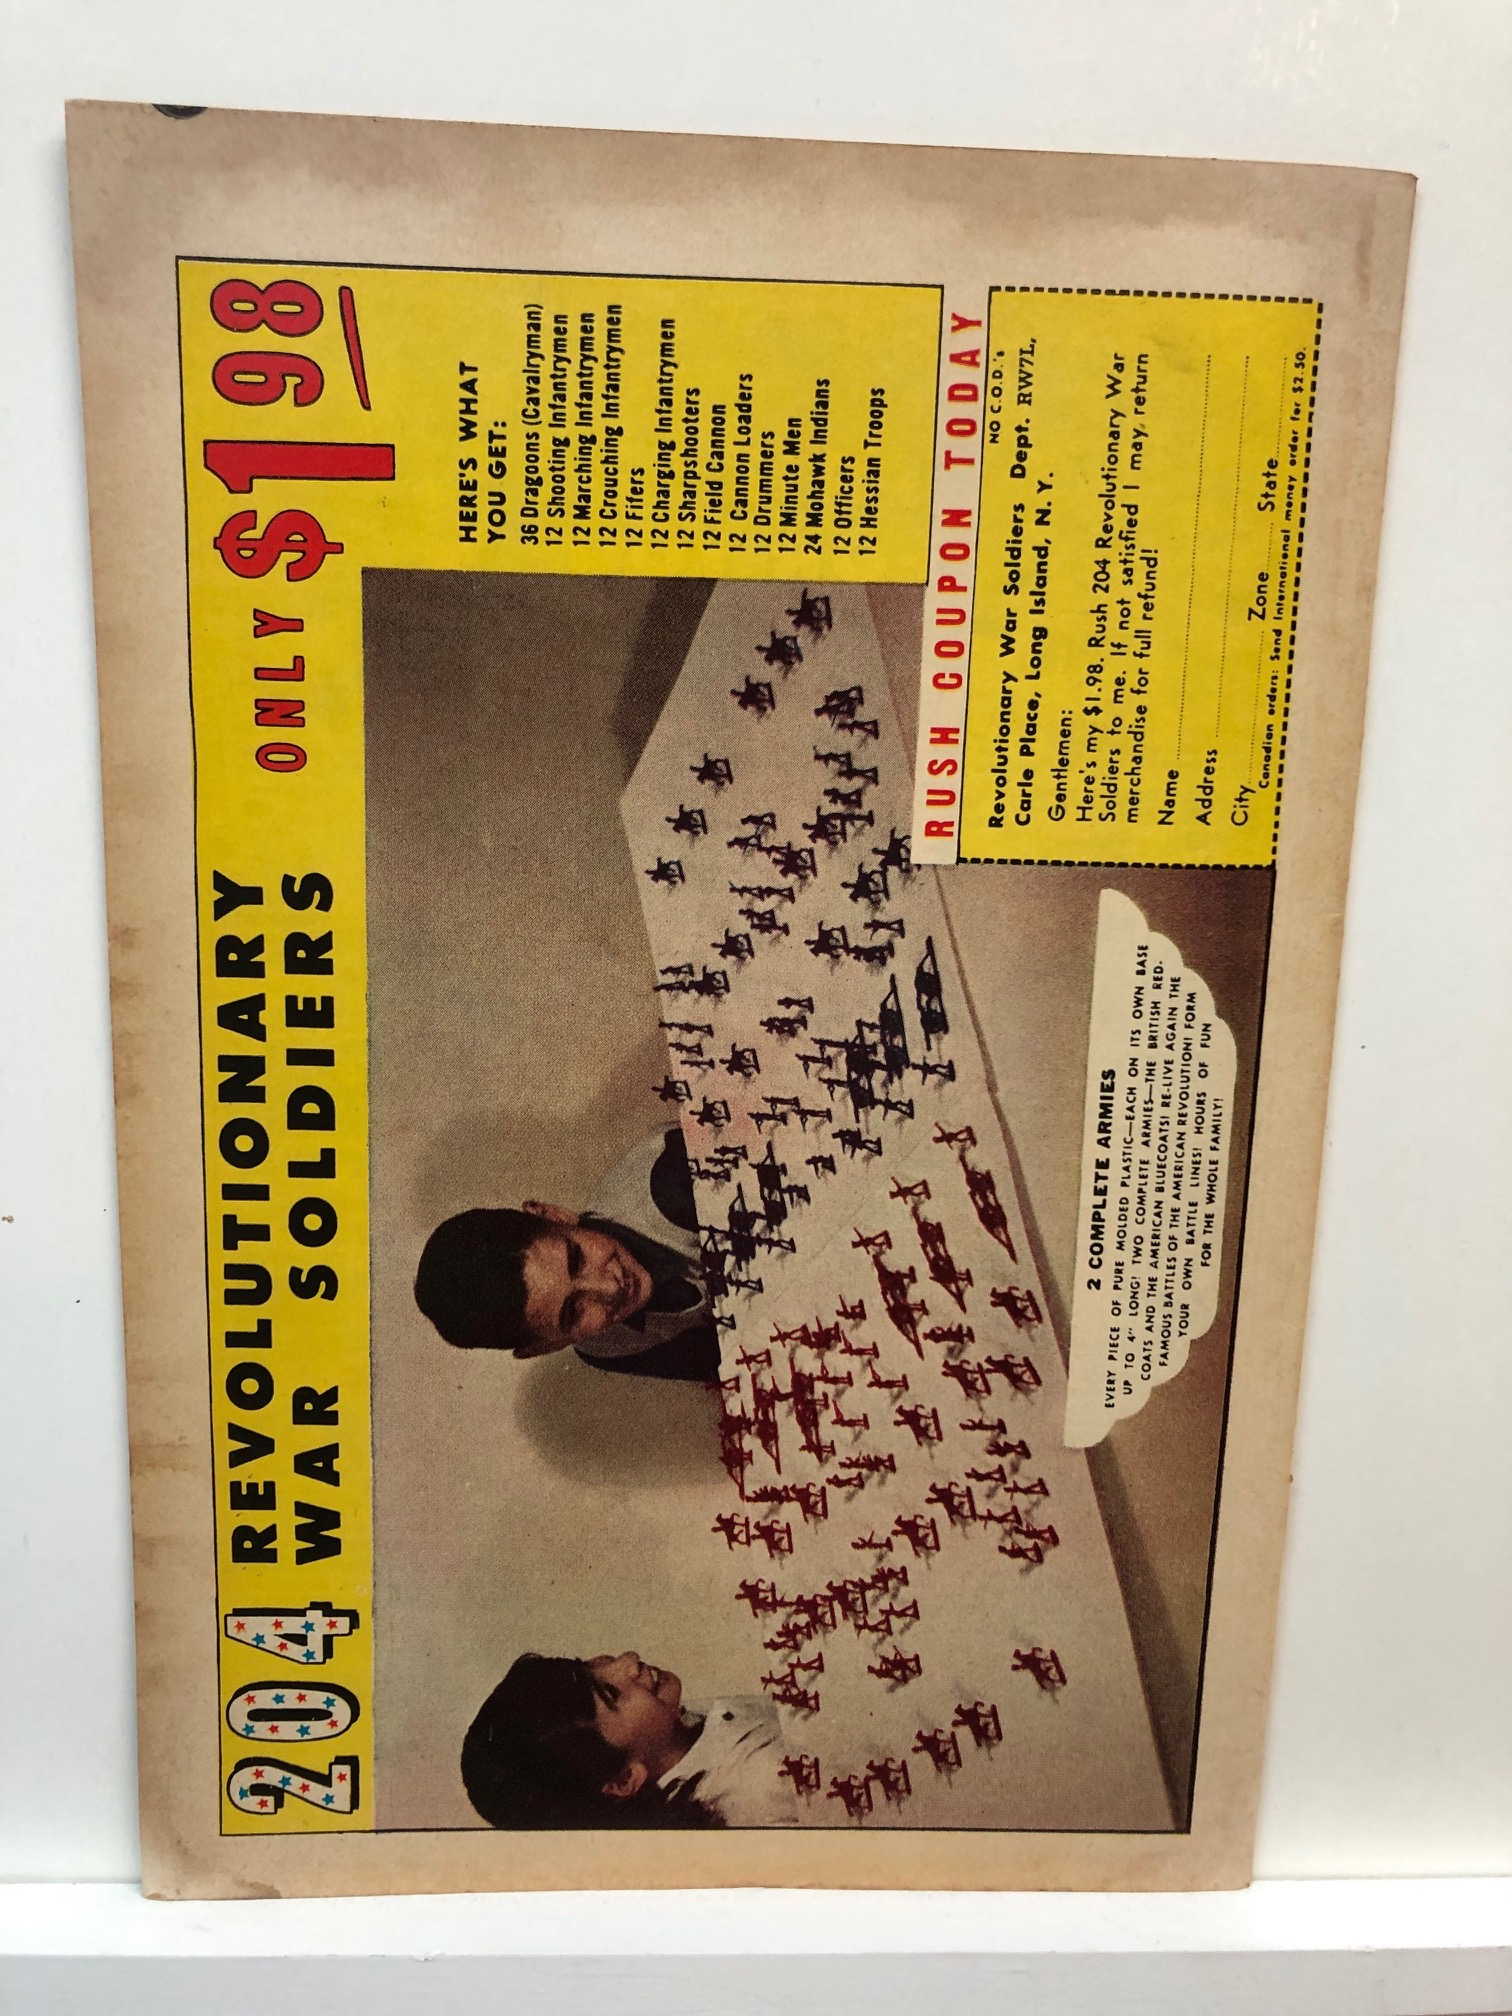 204 REVOLUTIONARY
WAR SOLDIERS
ONLY $1 98
HERE'S WHAT
YOU GET:
36 Dragoons (Cavalryman)
12 Shooting Infantrymen
12 Marching Infantrymen
12 Crouching Infantrymen
12 Fifers
12 Charging Infantrymen
12 Sharpshooters
12 Field Cannon
12 Cannon Loaders
12 Drummers
12 Minute Men
24 Mohawk Indians
12 Officers
12 Hessian Troops
2 COMPLETE ARMIES
EVERY PIECE OF PURE MOLDED PLASTIC—EACH ON ITS OWN BASE
UP TO 4" LONG! TWO COMPLETE ARMIES—THE BRITISH RED-
COATS AND THE AMERICAN BLUECOATS! RE-LIVE AGAIN THE
FAMOUS BATTLES OF THE AMERICAN REVOLUTION! FORM
YOUR OWN BATTLE LINES! HOURS OF FUN
FOR THE WHOLE FAMILY!
RUSH COUPON TODAY
NO C.O.D.'s
Revolutionary War Soldiers Dept. RW7L,
Carle Place, Long Island, N. Y.
Gentlemen:
Here's my $1.98. Rush 204 Revolutionary War
Soldiers to me. If not satisfied I may return
merchandise for full refund!
Name
Address
City Zone State
Canadian orders: Send International money order for $2.50.